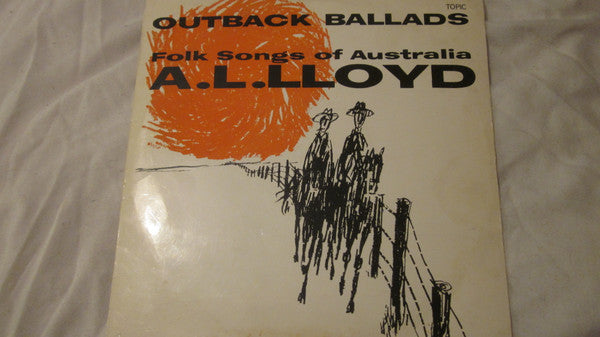 TOPIC
OUTBACK BALLADS
Folk Songs of Australia
A.L.LLOYD